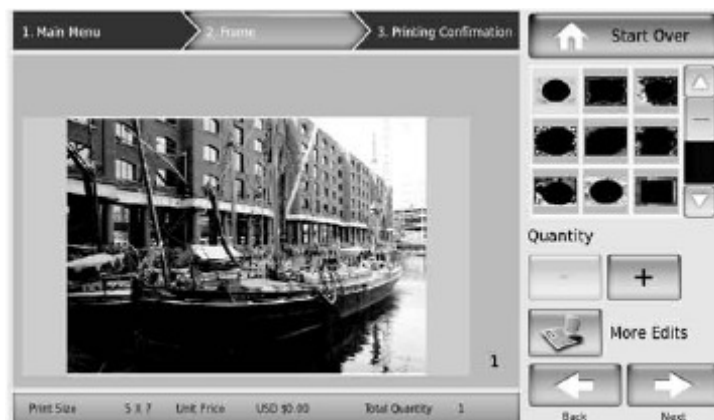 1. Main Menu
2. Frame
3. Printing Confirmation
Start Over
Quantity
-
+
More Edits
1
Back
Next
Print Size 5 X 7 Unit Price USD $0.00 Total Quantity 1